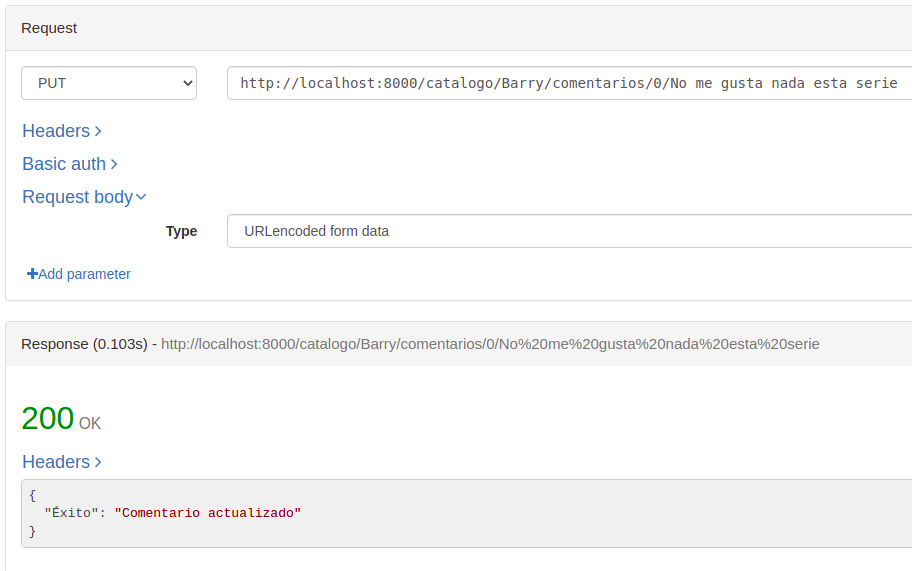 Request
PUT http://localhost:8000/catalogo/Barry/comentarios/0/No me gusta nada esta serie
Headers
Basic auth
Request body
Type URLencoded form data
Add parameter
Response (0.103s) - http://localhost:8000/catalogo/Barry/comentarios/0/No%20me%20gusta%20nada%20esta%20serie
200 OK
Headers
{
"Éxito": "Comentario actualizado"
}